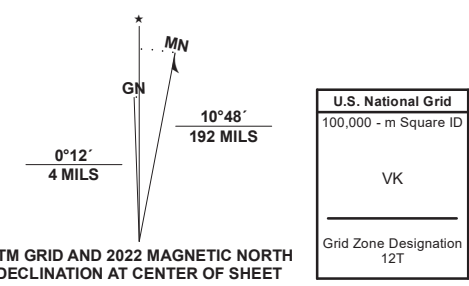 ★
MN
GN
0°12´
4 MILS
10°48´
192 MILS
TM GRID AND 2022 MAGNETIC NORTH
DECLINATION AT CENTER OF SHEET
U.S. National Grid
100,000 - m Square ID
VK
Grid Zone Designation
12T